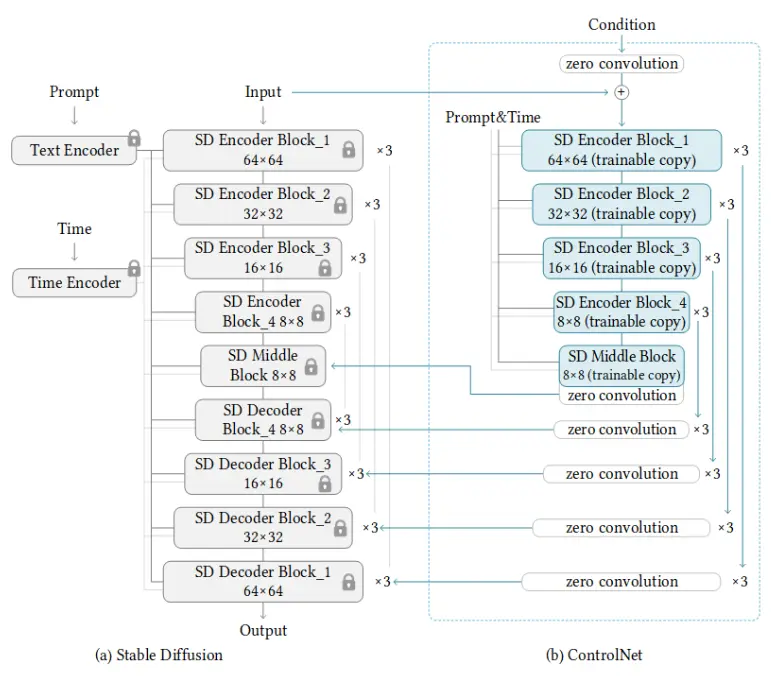 Condition
zero convolution
Prompt
Input
+
Prompt&Time
Text Encoder
SD Encoder Block_1
64×64
×3
SD Encoder Block_1
64×64 (trainable copy)
×3
SD Encoder Block_2
32×32
×3
SD Encoder Block_2
32×32 (trainable copy)
×3
Time
Time Encoder
SD Encoder Block_3
16×16
×3
SD Encoder Block_3
16×16 (trainable copy)
×3
SD Encoder
Block_4 8×8
×3
SD Encoder Block_4
8×8 (trainable copy)
×3
SD Middle
Block 8×8
SD Middle Block
8×8 (trainable copy)
zero convolution
SD Decoder
Block_4 8×8
×3
zero convolution
×3
SD Decoder Block_3
16×16
×3
zero convolution
×3
SD Decoder Block_2
32×32
×3
zero convolution
×3
SD Decoder Block_1
64×64
×3
zero convolution
×3
Output
(a) Stable Diffusion
(b) ControlNet